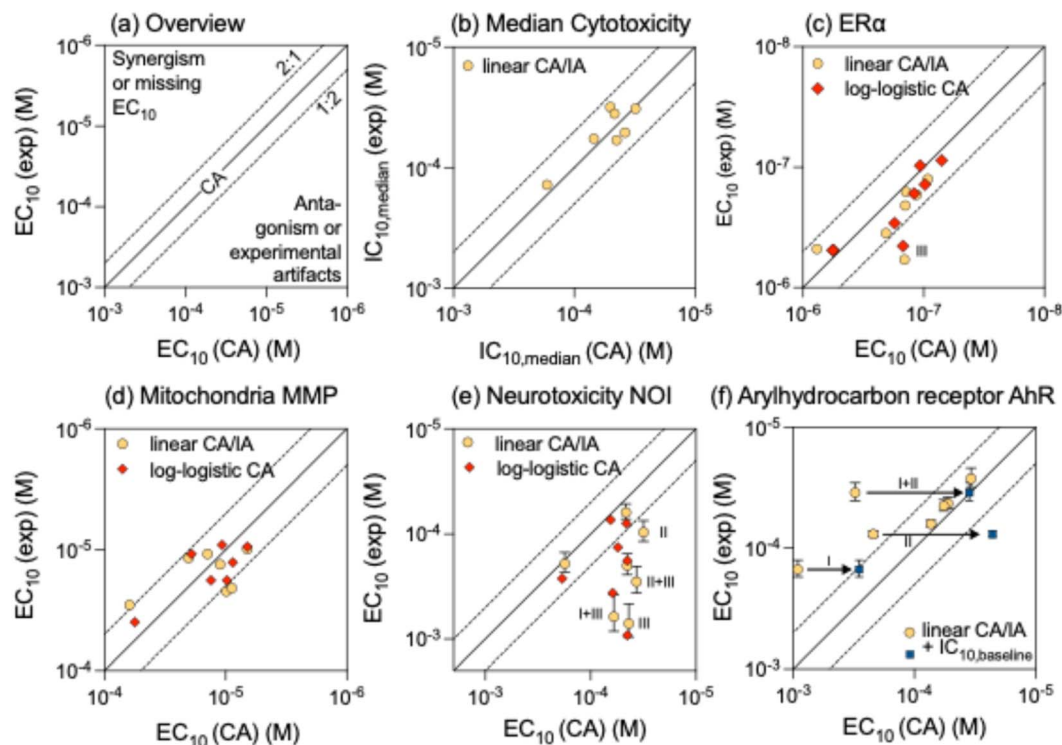 (a) Overview
EC10 (exp) (M)
10-6
10-5
10-4
10-3
Synergism
or missing
EC10
2:1
1:2
CA
Anta-
gonism or
experimental
artifacts
10-3
10-4
10-5
10-6
EC10 (CA) (M)
(b) Median Cytotoxicity
IC10,median (exp) (M)
10-5
10-4
10-3
linear CA/IA
10-3
10-4
10-5
IC10,median (CA) (M)
(c) ERα
EC10 (exp) (M)
10-8
10-7
10-6
linear CA/IA
log-logistic CA
III
10-6
10-7
10-8
EC10 (CA) (M)
(d) Mitochondria MMP
EC10 (exp) (M)
10-6
10-5
10-4
linear CA/IA
log-logistic CA
10-4
10-5
10-6
EC10 (CA) (M)
(e) Neurotoxicity NOI
EC10 (exp) (M)
10-5
10-4
10-3
linear CA/IA
log-logistic CA
II
II+III
I+III
III
10-3
10-4
10-5
EC10 (CA) (M)
(f) Arylhydrocarbon receptor AhR
EC10 (exp) (M)
10-5
10-4
10-3
I+II
II
I
linear CA/IA
+ IC10,baseline
10-3
10-4
10-5
EC10 (CA) (M)